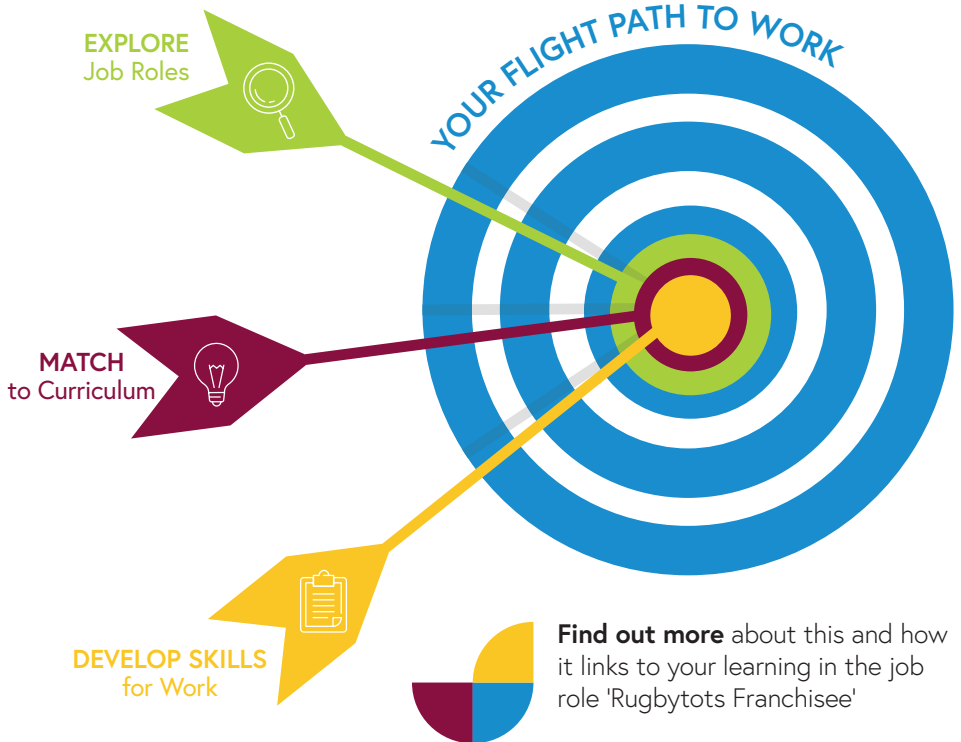 YOUR FLIGHT PATH TO WORK
EXPLORE
Job Roles
MATCH
to Curriculum
DEVELOP SKILLS
for Work
Find out more about this and how
it links to your learning in the job
role 'Rugbytots Franchisee'